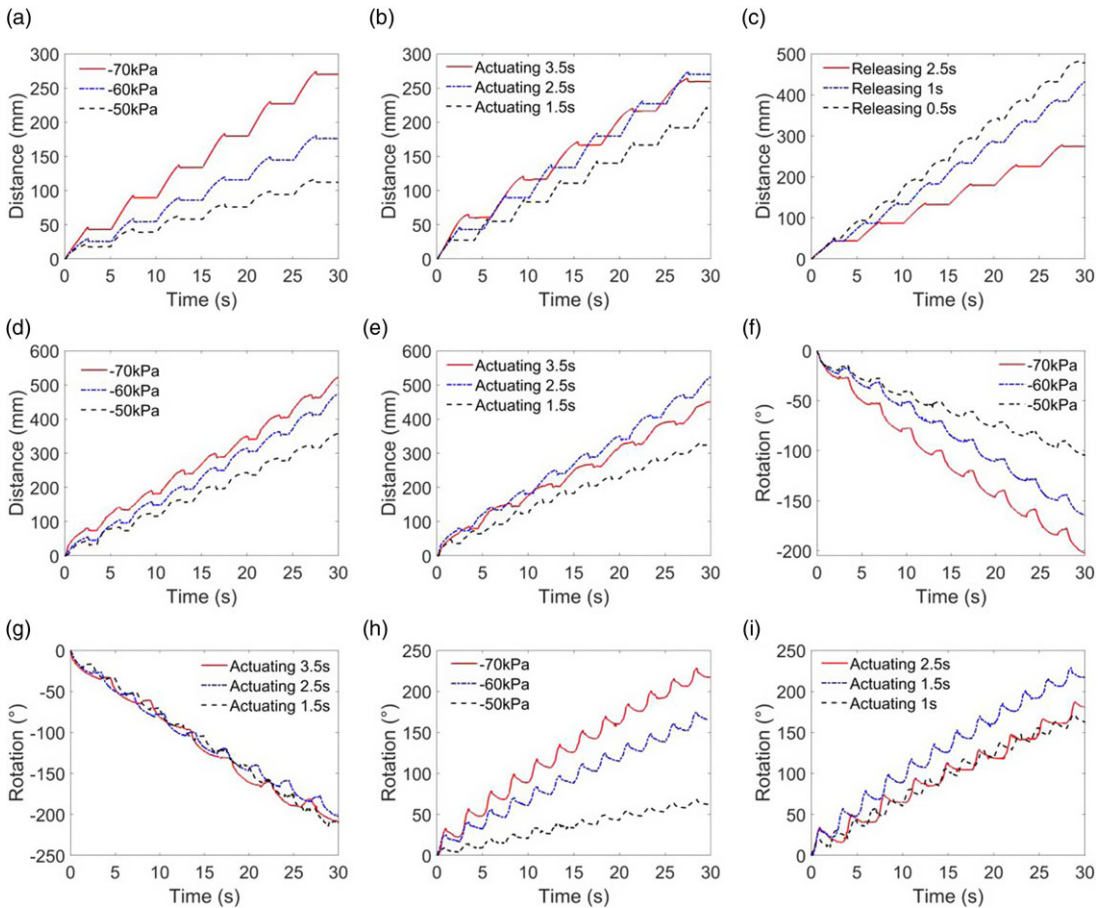 (a)
300
250
200
150
100
50
0
Distance (mm)
-70kPa
-60kPa
-50kPa
0 5 10 15 20 25 30
Time (s)
(b)
300
250
200
150
100
50
0
Distance (mm)
Actuating 3.5s
Actuating 2.5s
Actuating 1.5s
0 5 10 15 20 25 30
Time (s)
(c)
500
400
300
200
100
0
Distance (mm)
Releasing 2.5s
Releasing 1s
Releasing 0.5s
0 5 10 15 20 25 30
Time (s)
(d)
600
500
400
300
200
100
0
Distance (mm)
-70kPa
-60kPa
-50kPa
0 5 10 15 20 25 30
Time (s)
(e)
600
500
400
300
200
100
0
Distance (mm)
Actuating 3.5s
Actuating 2.5s
Actuating 1.5s
0 5 10 15 20 25 30
Time (s)
(f)
0
-50
-100
-150
-200
Rotation (°)
-70kPa
-60kPa
-50kPa
0 5 10 15 20 25 30
Time (s)
(g)
0
-50
-100
-150
-200
-250
Rotation (°)
Actuating 3.5s
Actuating 2.5s
Actuating 1.5s
0 5 10 15 20 25 30
Time (s)
(h)
250
200
150
100
50
0
Rotation (°)
-70kPa
-60kPa
-50kPa
0 5 10 15 20 25 30
Time (s)
(i)
250
200
150
100
50
0
Rotation (°)
Actuating 2.5s
Actuating 1.5s
Actuating 1s
0 5 10 15 20 25 30
Time (s)